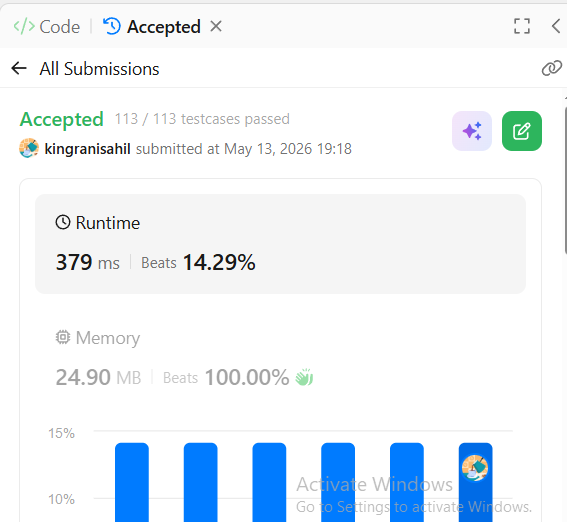 </> Code | Accepted
All Submissions
Accepted 113 / 113 testcases passed
kingranisahil submitted at May 13, 2026 19:18
Runtime
379 ms | Beats 14.29%
Memory
24.90 MB | Beats 100.00%
15%
10%
Activate Windows
Go to Settings to activate Windows.